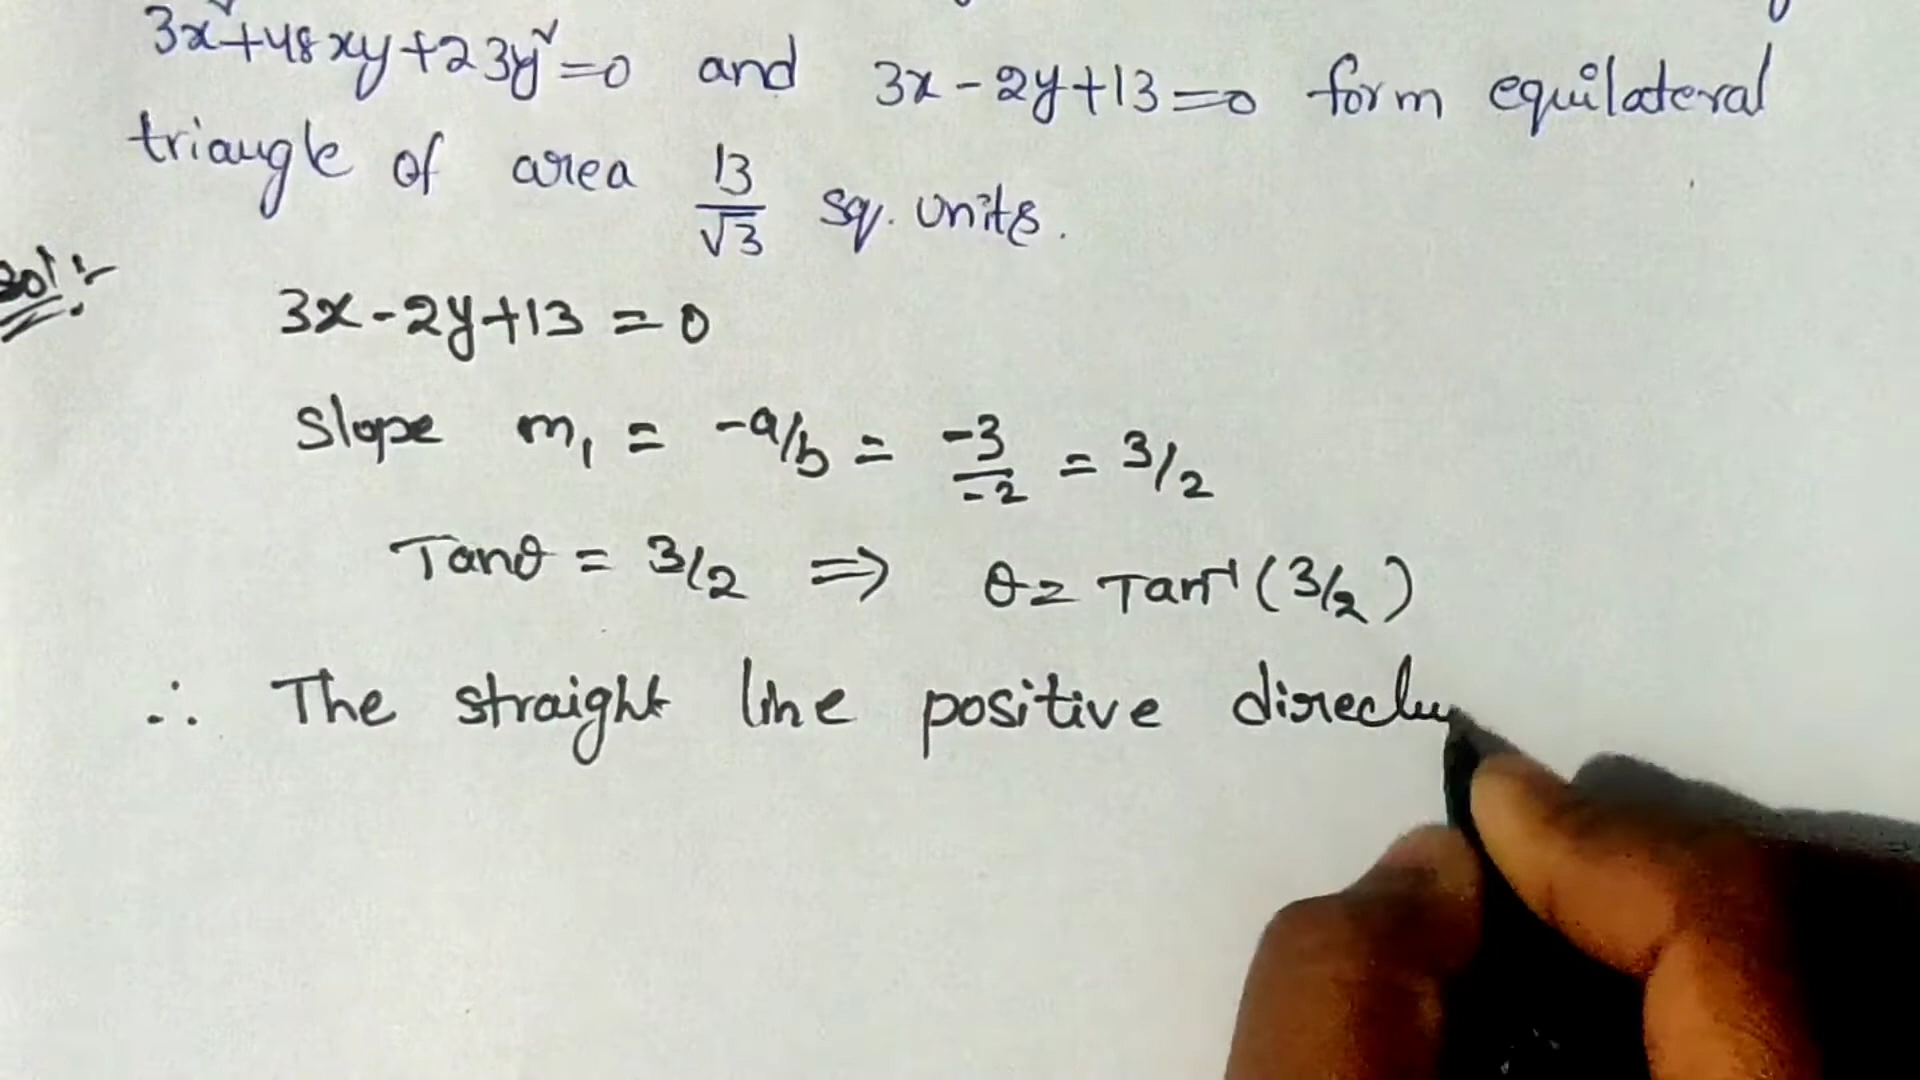 3x²+48xy+23y²=0 and 3x-2y+13=0 form equilateral
triangle of area 13/√3 sq. units.
Sol:-
3x-2y+13=0
Slope m₁ = -a/b = -3/-2 = 3/2
Tanθ = 3/2 ⇒ θ = Tan⁻¹(3/2)
∴ The straight line positive